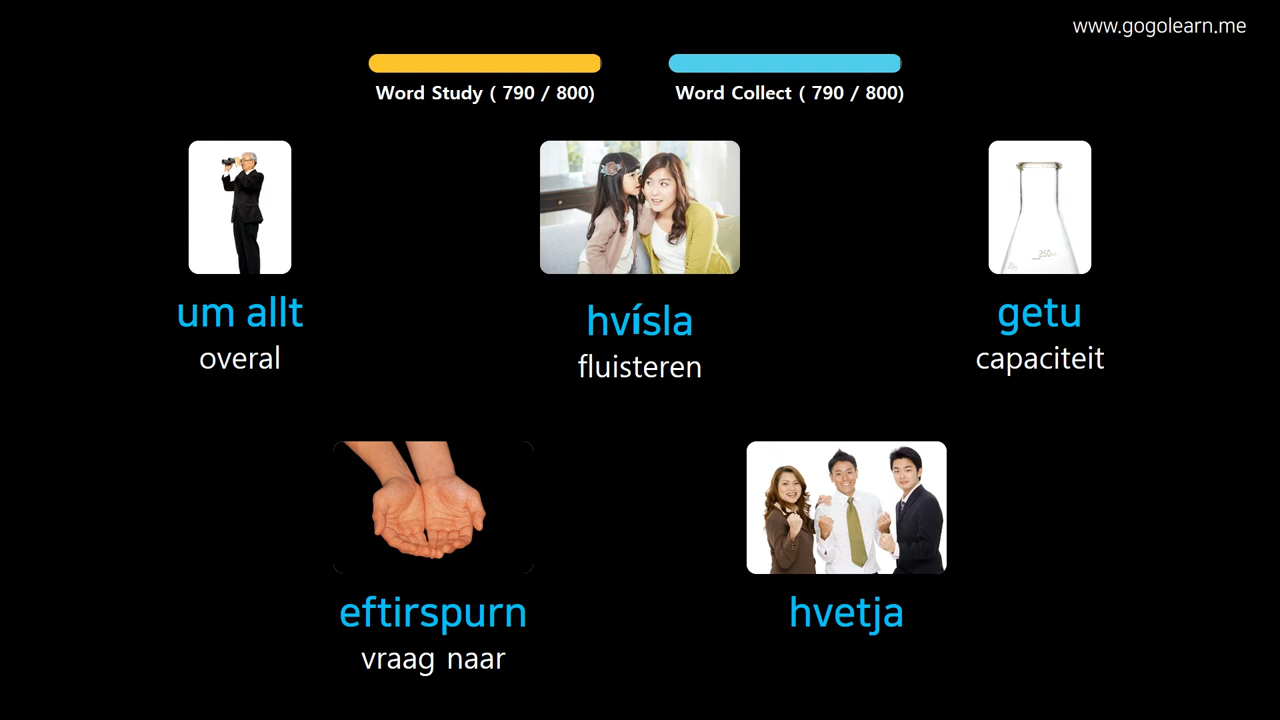 www.gogolearn.me
Word Study ( 790 / 800)
Word Collect ( 790 / 800)
250
um allt
overal
hvísla
fluisteren
getu
capaciteit
eftirspurn
vraag naar
hvetja